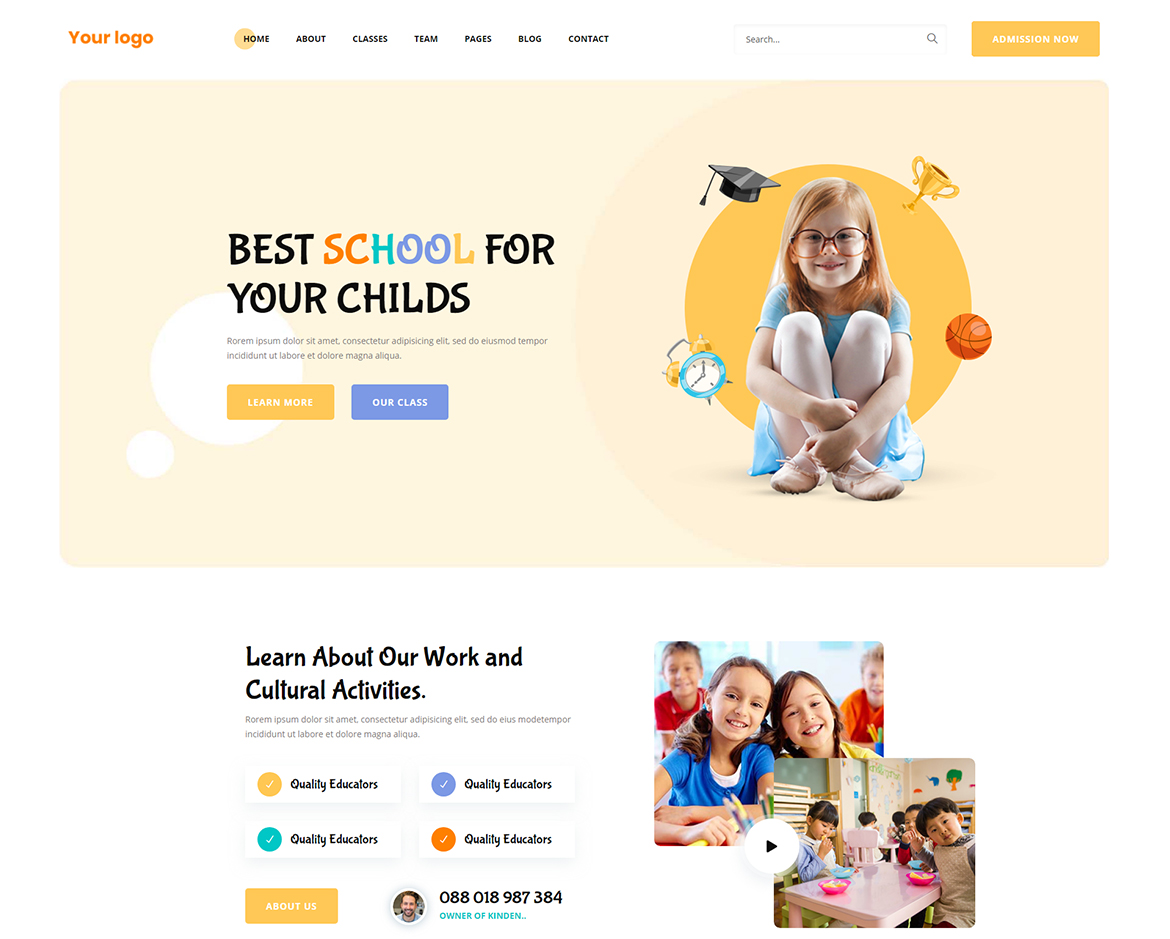 Your logo
HOME
ABOUT
CLASSES
TEAM
PAGES
BLOG
CONTACT
Search...
ADMISSION NOW
BEST SCHOOL FOR
YOUR CHILDS
Rorem ipsum dolor sit amet, consectetur adipisicing elit, sed do eiusmod tempor
incididunt ut labore et dolore magna aliqua.
LEARN MORE
OUR CLASS
Learn About Our Work and
Cultural Activities.
Rorem ipsum dolor sit amet, consectetur adipisicing elit, sed do eius modetempor
incididunt ut labore et dolore magna aliqua.
Quality Educators
Quality Educators
Quality Educators
Quality Educators
ABOUT US
088 018 987 384
OWNER OF KINDEN..